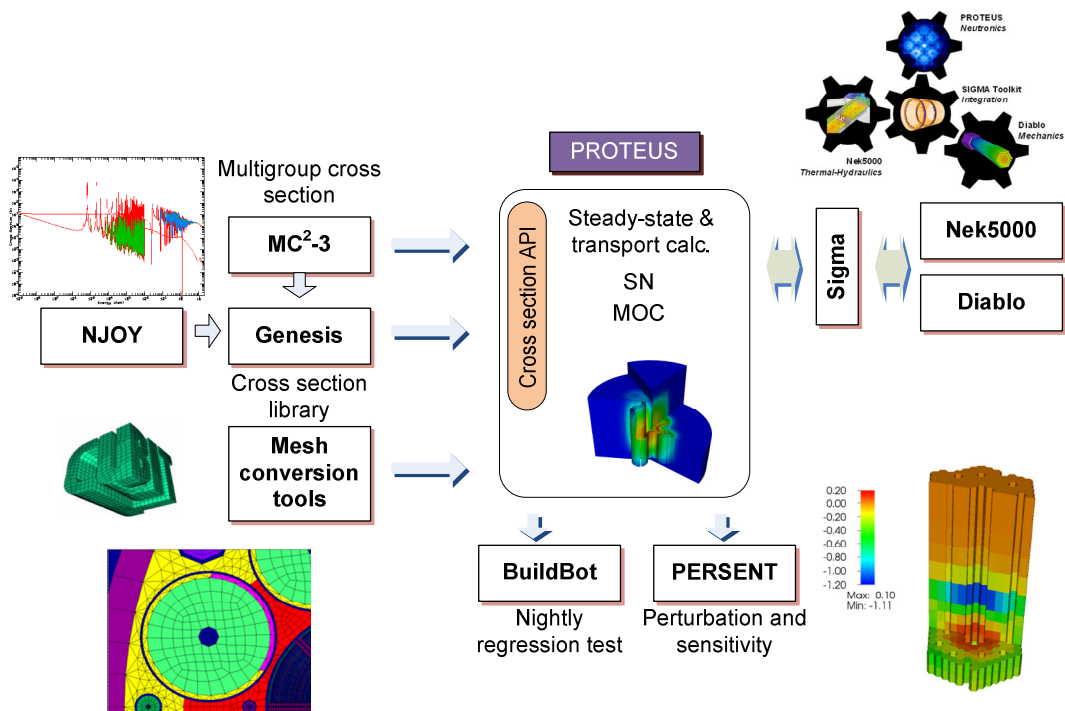 PROTEUS
Neutronics
SIGMA Toolkit
Integration
Diablo
Mechanics
Nek5000
Thermal-Hydraulics
PROTEUS
Multigroup cross
section
MC²-3
NJOY
Genesis
Cross section
library
Mesh
conversion
tools
Cross section API
Steady-state &
transport calc.
SN
MOC
Sigma
Nek5000
Diablo
BuildBot
Nightly
regression test
PERSENT
Perturbation and
sensitivity
0.20
-0.00
-0.20
-0.40
-0.60
-0.80
-1.00
-1.20
Max: 0.10
Min: -1.11